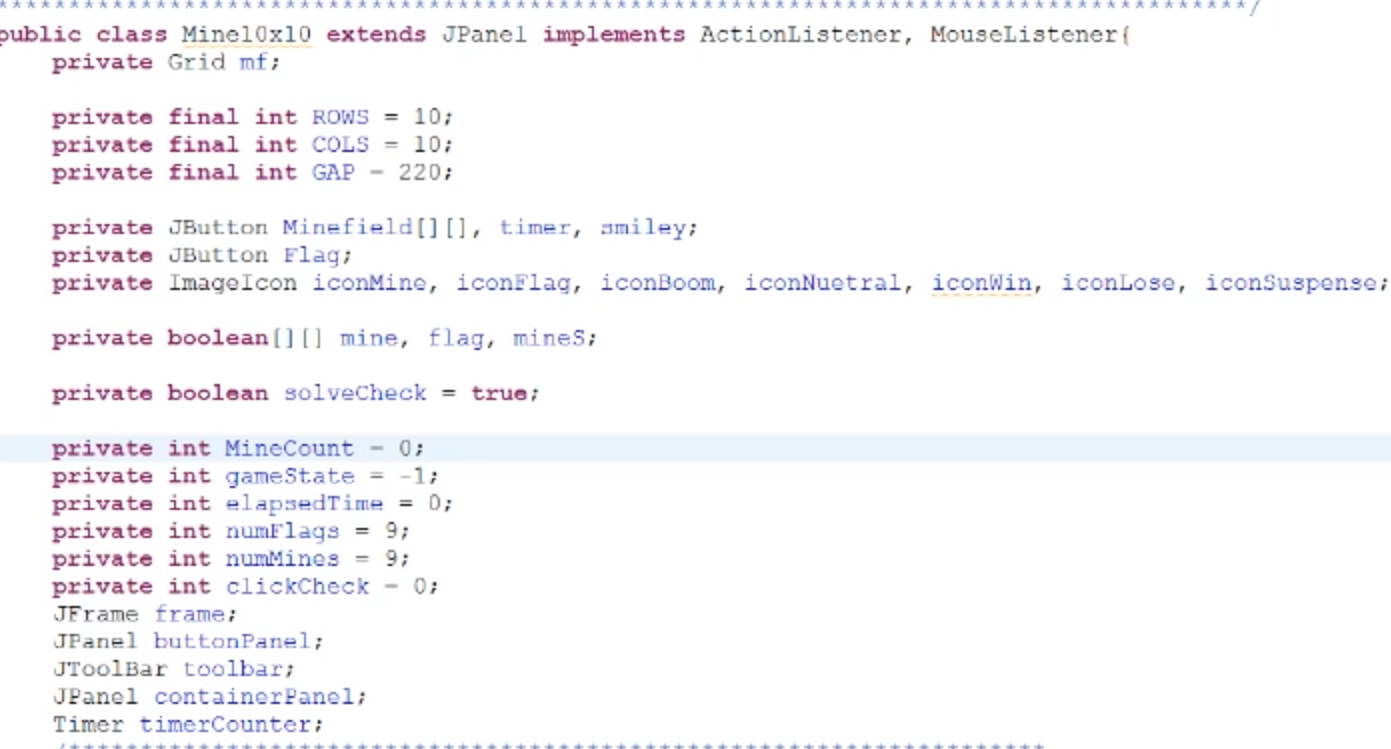 *****************************************************************************************/
public class Mine10x10 extends JPanel implements ActionListener, MouseListener{
    private Grid mf;

    private final int ROWS = 10;
    private final int COLS = 10;
    private final int GAP = 220;

    private JButton Minefield[][], timer, smiley;
    private JButton Flag;
    private ImageIcon iconMine, iconFlag, iconBoom, iconNuetral, iconWin, iconLose, iconSuspense;

    private boolean[][] mine, flag, mineS;

    private boolean solveCheck = true;

    private int MineCount = 0;
    private int gameState = -1;
    private int elapsedTime = 0;
    private int numFlags = 9;
    private int numMines = 9;
    private int clickCheck = 0;
    JFrame frame;
    JPanel buttonPanel;
    JToolBar toolbar;
    JPanel containerPanel;
    Timer timerCounter;
    /********************************************************************